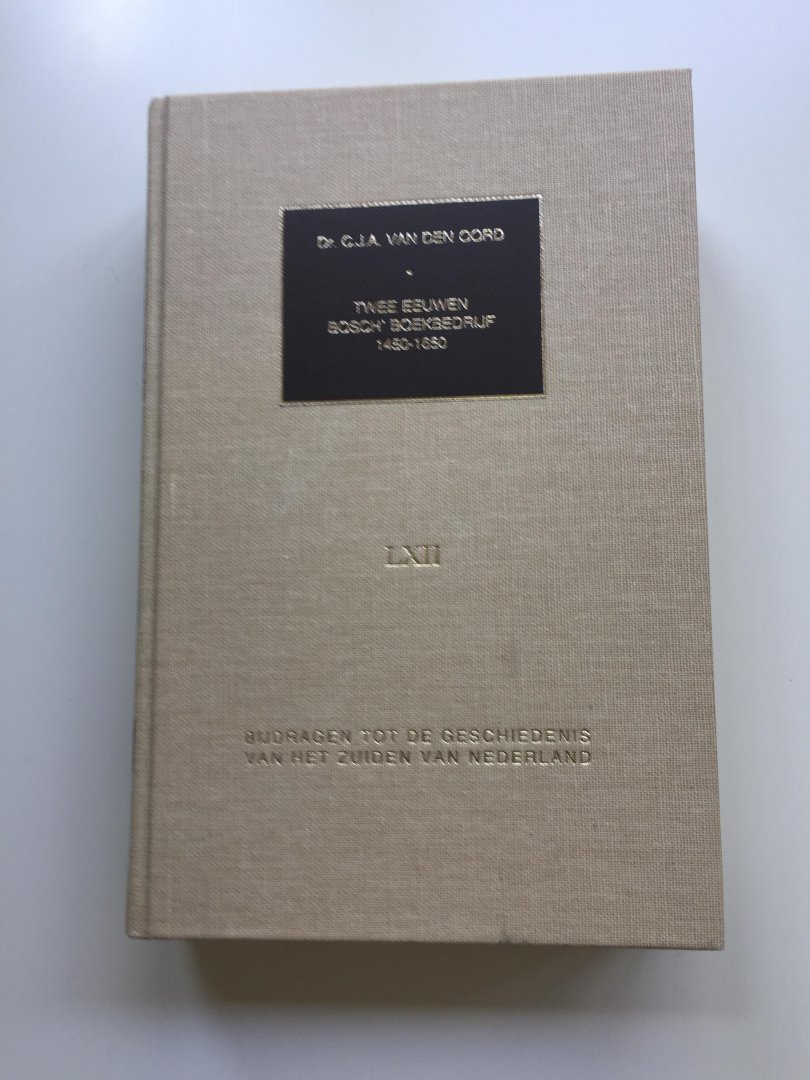 Dr. C.J.A. VAN DEN OORD
TWEE EEUWEN
BOSCH' BOEKBEDRIJF
1450-1650
LXII
BIJDRAGEN TOT DE GESCHIEDENIS
VAN HET ZUIDEN VAN NEDERLAND